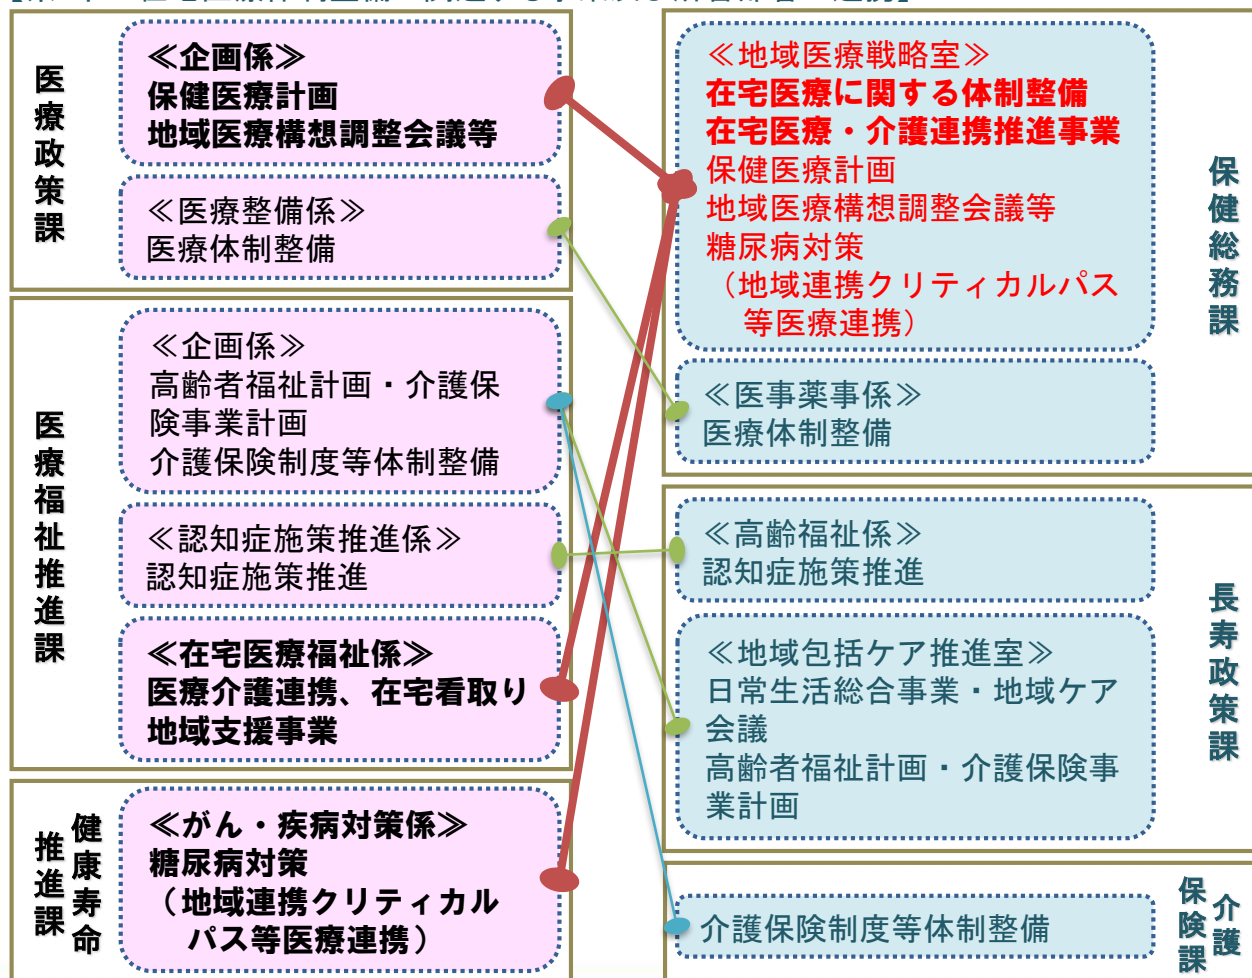 医療政策課
≪企画係≫
保健医療計画
地域医療構想調整会議等
≪医療整備係≫
医療体制整備
医療福祉推進課
≪企画係≫
高齢者福祉計画・介護保
険事業計画
介護保険制度等体制整備
≪認知症施策推進係≫
認知症施策推進
≪在宅医療福祉係≫
医療介護連携、在宅看取り
地域支援事業
健康寿命
推進課
≪がん・疾病対策係≫
糖尿病対策
（地域連携クリティカル
パス等医療連携）
≪地域医療戦略室≫
在宅医療に関する体制整備
在宅医療・介護連携推進事業
保健医療計画
地域医療構想調整会議等
糖尿病対策
（地域連携クリティカルパス
等医療連携）
≪医事薬事係≫
医療体制整備
保健総務課
≪高齢福祉係≫
認知症施策推進
≪地域包括ケア推進室≫
日常生活総合事業・地域ケア
会議
高齢者福祉計画・介護保険事
業計画
長寿政策課
介護保険制度等体制整備
介護
保険課